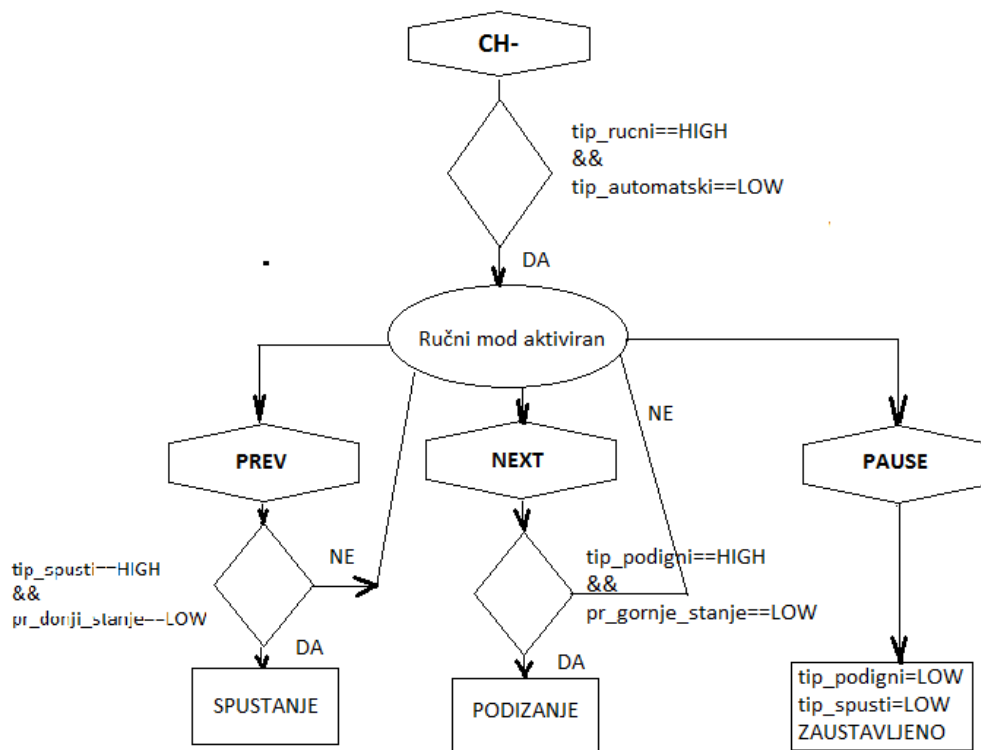 CH-
tip_rucni==HIGH
&&
tip_automatski==LOW
DA
Ručni mod aktiviran
NE
PREV
NEXT
PAUSE
tip_spusti==HIGH
&&
pr_donji_stanje==LOW
NE
tip_podigni==HIGH
&&
pr_gornje_stanje==LOW
DA
DA
SPUSTANJE
PODIZANJE
tip_podigni=LOW
tip_spusti=LOW
ZAUSTAVLJENO